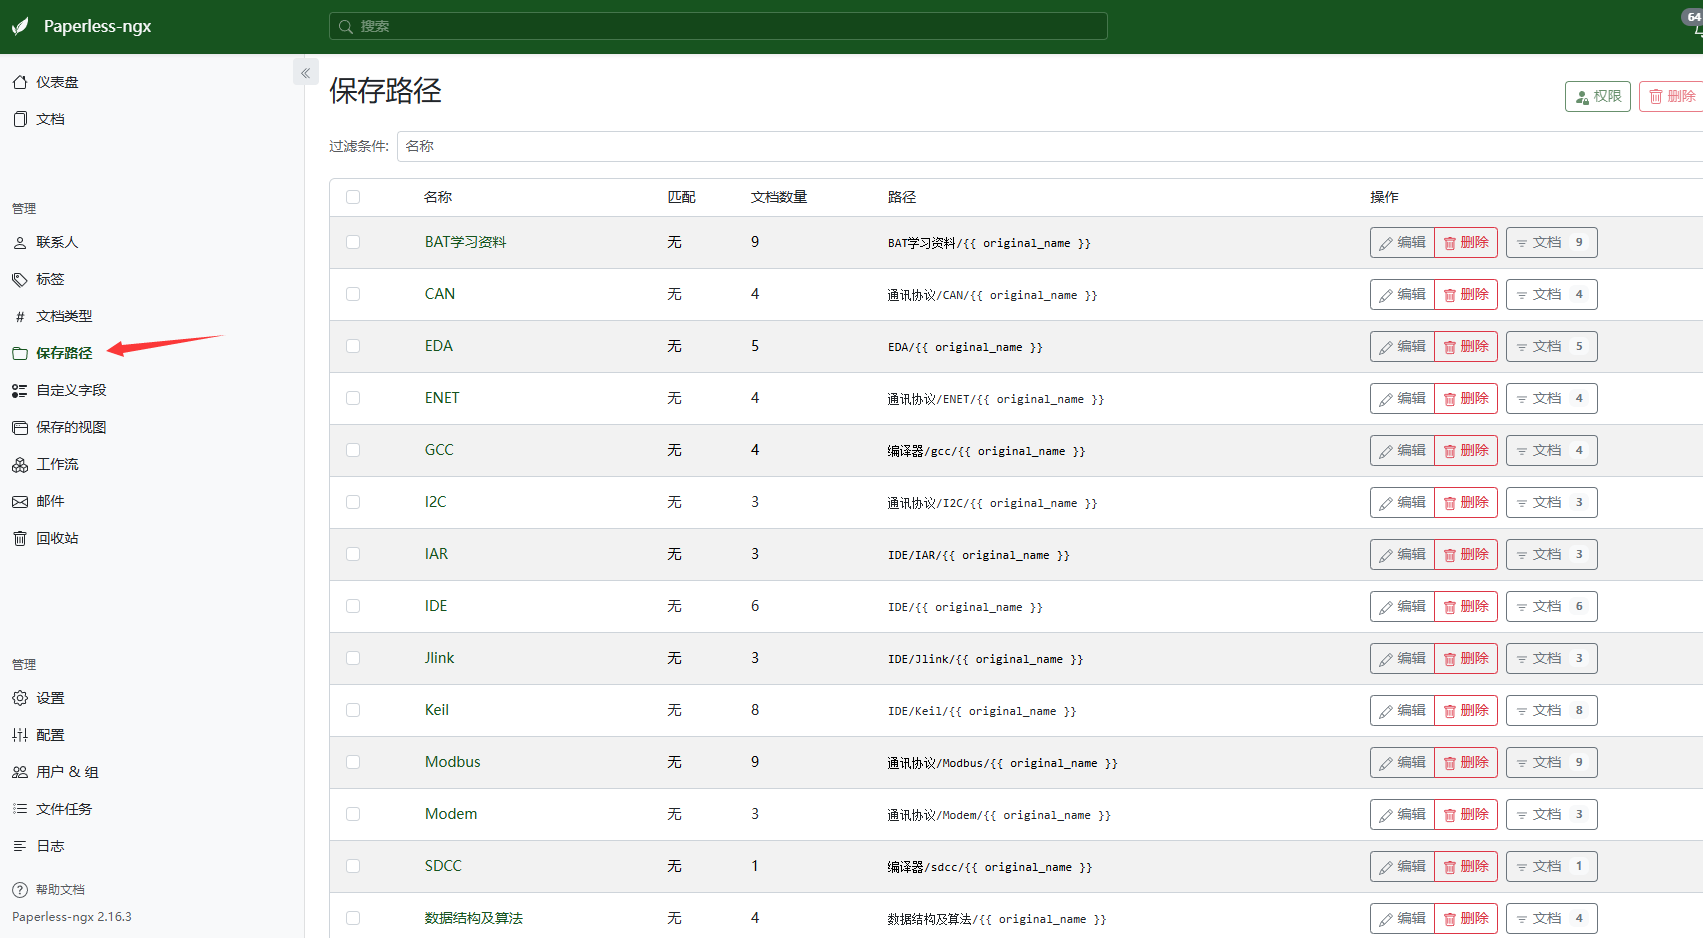 Paperless-ngx
搜索
64
仪表盘
文档
管理
联系人
标签
文档类型
保存路径
自定义字段
保存的视图
工作流
邮件
回收站
管理
设置
配置
用户 & 组
文件任务
日志
帮助文档
Paperless-ngx 2.16.3
保存路径
权限 删除
过滤条件: 名称
名称 匹配 文档数量 路径 操作
BAT学习资料 无 9 BAT学习资料/{{ original_name }} 编辑 删除 文档 9
CAN 无 4 通讯协议/CAN/{{ original_name }} 编辑 删除 文档 4
EDA 无 5 EDA/{{ original_name }} 编辑 删除 文档 5
ENET 无 4 通讯协议/ENET/{{ original_name }} 编辑 删除 文档 4
GCC 无 4 编译器/gcc/{{ original_name }} 编辑 删除 文档 4
I2C 无 3 通讯协议/I2C/{{ original_name }} 编辑 删除 文档 3
IAR 无 3 IDE/IAR/{{ original_name }} 编辑 删除 文档 3
IDE 无 6 IDE/{{ original_name }} 编辑 删除 文档 6
Jlink 无 3 IDE/Jlink/{{ original_name }} 编辑 删除 文档 3
Keil 无 8 IDE/Keil/{{ original_name }} 编辑 删除 文档 8
Modbus 无 9 通讯协议/Modbus/{{ original_name }} 编辑 删除 文档 9
Modem 无 3 通讯协议/Modem/{{ original_name }} 编辑 删除 文档 3
SDCC 无 1 编译器/sdcc/{{ original_name }} 编辑 删除 文档 1
数据结构及算法 无 4 数据结构及算法/{{ original_name }} 编辑 删除 文档 4